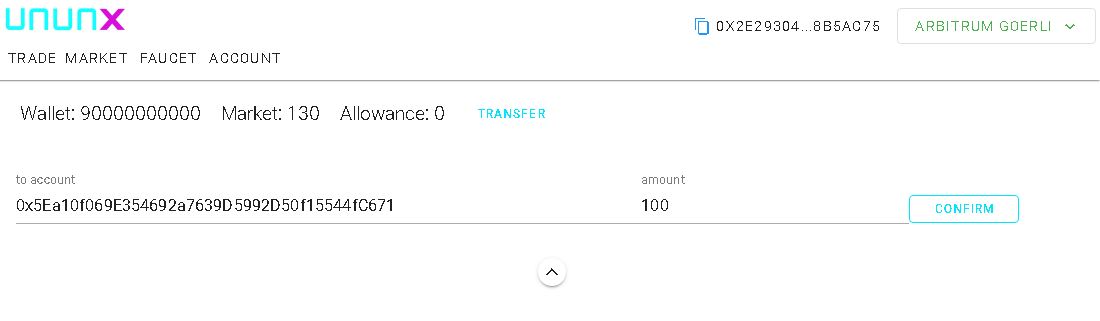 ununx
0X2E29304...8B5AC75
ARBITRUM GOERLI
TRADE MARKET FAUCET ACCOUNT
Wallet: 90000000000 Market: 130 Allowance: 0 TRANSFER
to account amount
0x5Ea10f069E354692a7639D5992D50f15544fC671 100 CONFIRM